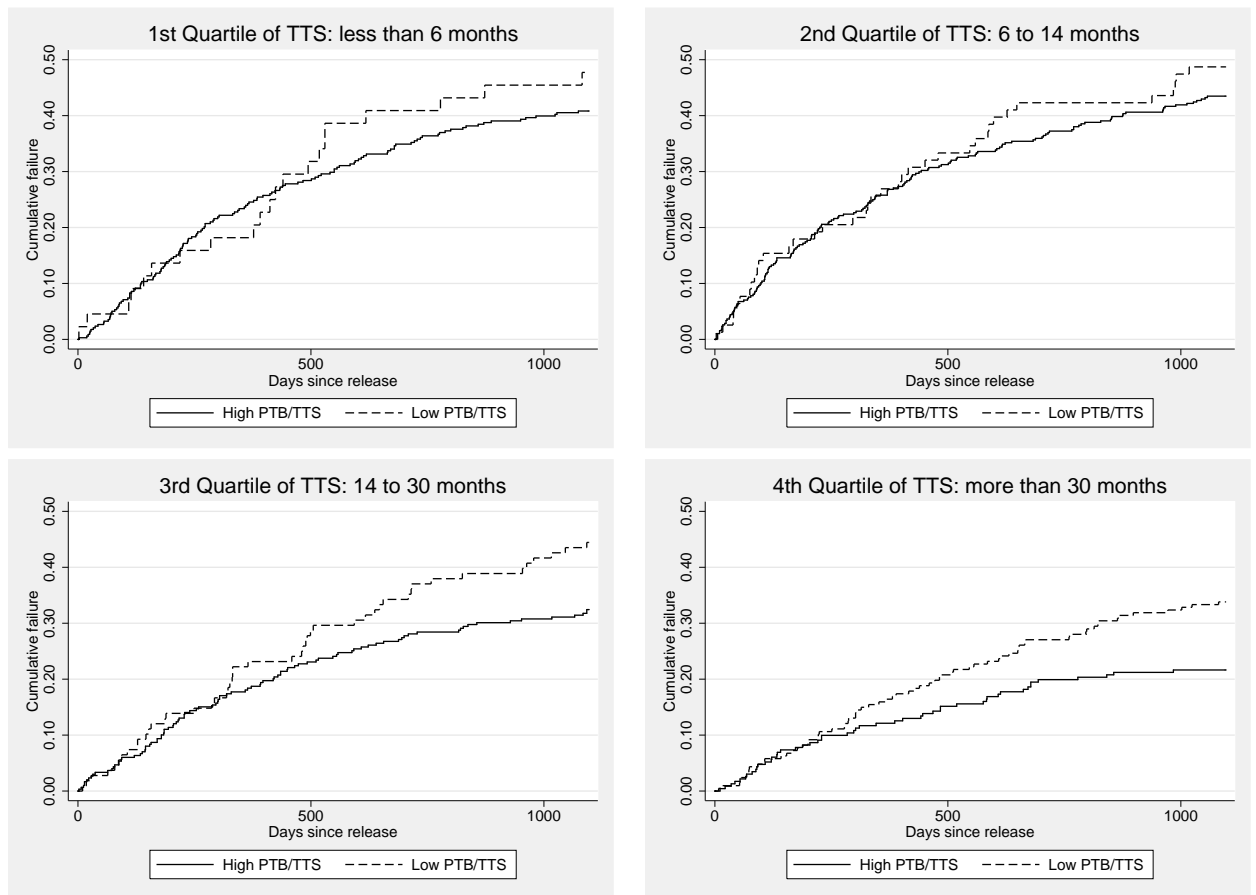 1st Quartile of TTS: less than 6 months
0.50
0.40
0.30
0.20
0.10
0.00
Cumulative failure
0 500 1000
Days since release
High PTB/TTS Low PTB/TTS
2nd Quartile of TTS: 6 to 14 months
0.50
0.40
0.30
0.20
0.10
0.00
Cumulative failure
0 500 1000
Days since release
High PTB/TTS Low PTB/TTS
3rd Quartile of TTS: 14 to 30 months
0.50
0.40
0.30
0.20
0.10
0.00
Cumulative failure
0 500 1000
Days since release
High PTB/TTS Low PTB/TTS
4th Quartile of TTS: more than 30 months
0.50
0.40
0.30
0.20
0.10
0.00
Cumulative failure
0 500 1000
Days since release
High PTB/TTS Low PTB/TTS